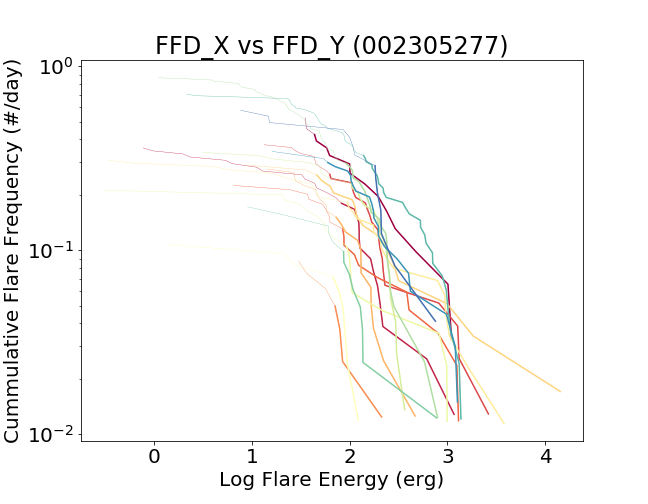 FFD_X vs FFD_Y (002305277)
Cummulative Flare Frequency (#/day)
10⁰
10⁻¹
10⁻²
0 1 2 3 4
Log Flare Energy (erg)